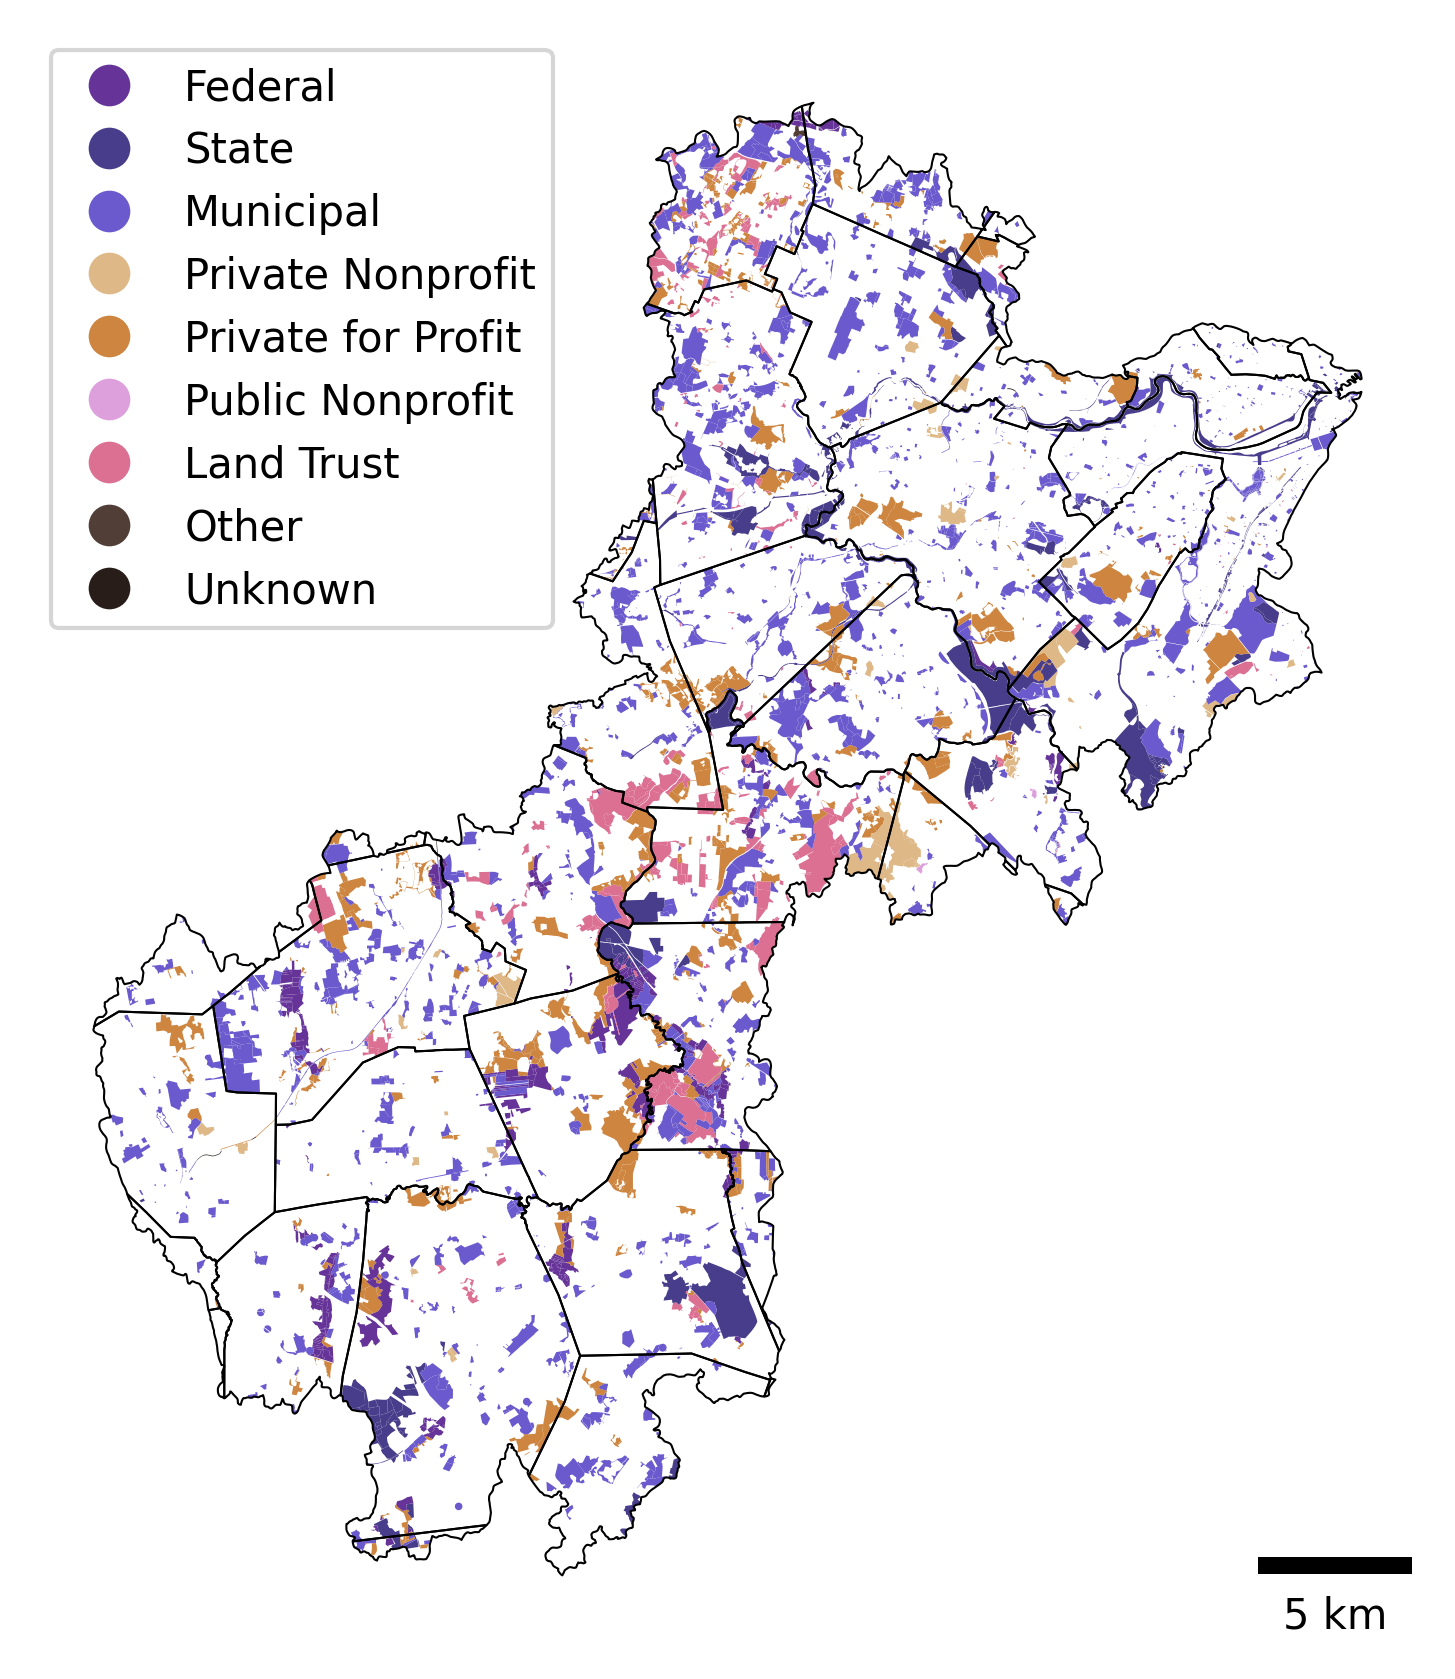 Federal
State
Municipal
Private Nonprofit
Private for Profit
Public Nonprofit
Land Trust
Other
Unknown
5 km